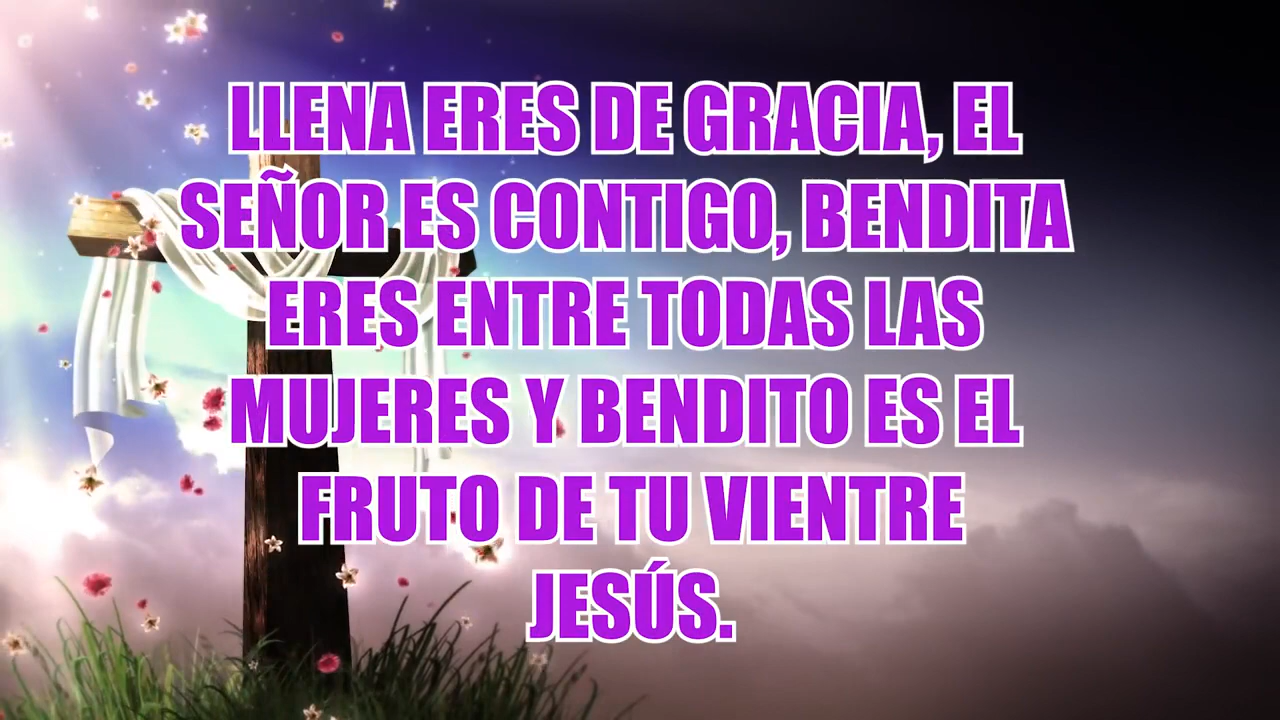 LLENA ERES DE GRACIA, EL
SEÑOR ES CONTIGO, BENDITA
ERES ENTRE TODAS LAS
MUJERES Y BENDITO ES EL
FRUTO DE TU VIENTRE
JESÚS.